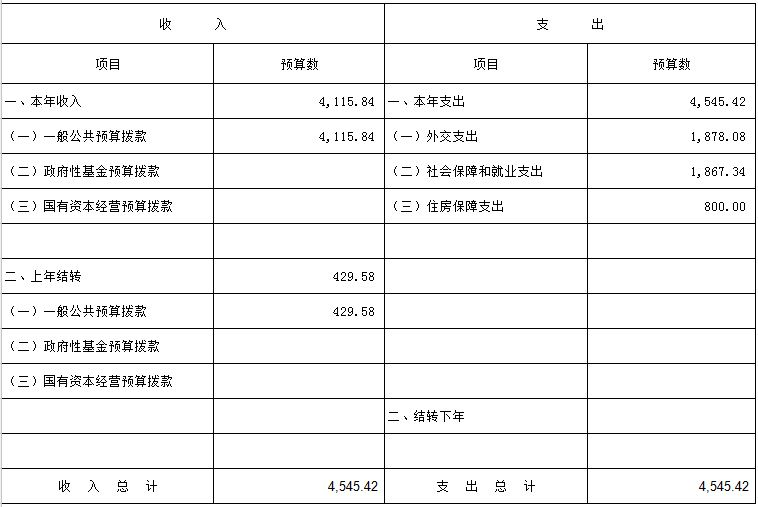 收 入 支 出
项目 预算数 项目 预算数
一、本年收入 4,115.84 一、本年支出 4,545.42
（一）一般公共预算拨款 4,115.84 （一）外交支出 1,878.08
（二）政府性基金预算拨款 （二）社会保障和就业支出 1,867.34
（三）国有资本经营预算拨款 （三）住房保障支出 800.00
二、上年结转 429.58
（一）一般公共预算拨款 429.58
（二）政府性基金预算拨款
（三）国有资本经营预算拨款
二、结转下年
收 入 总 计 4,545.42 支 出 总 计 4,545.42